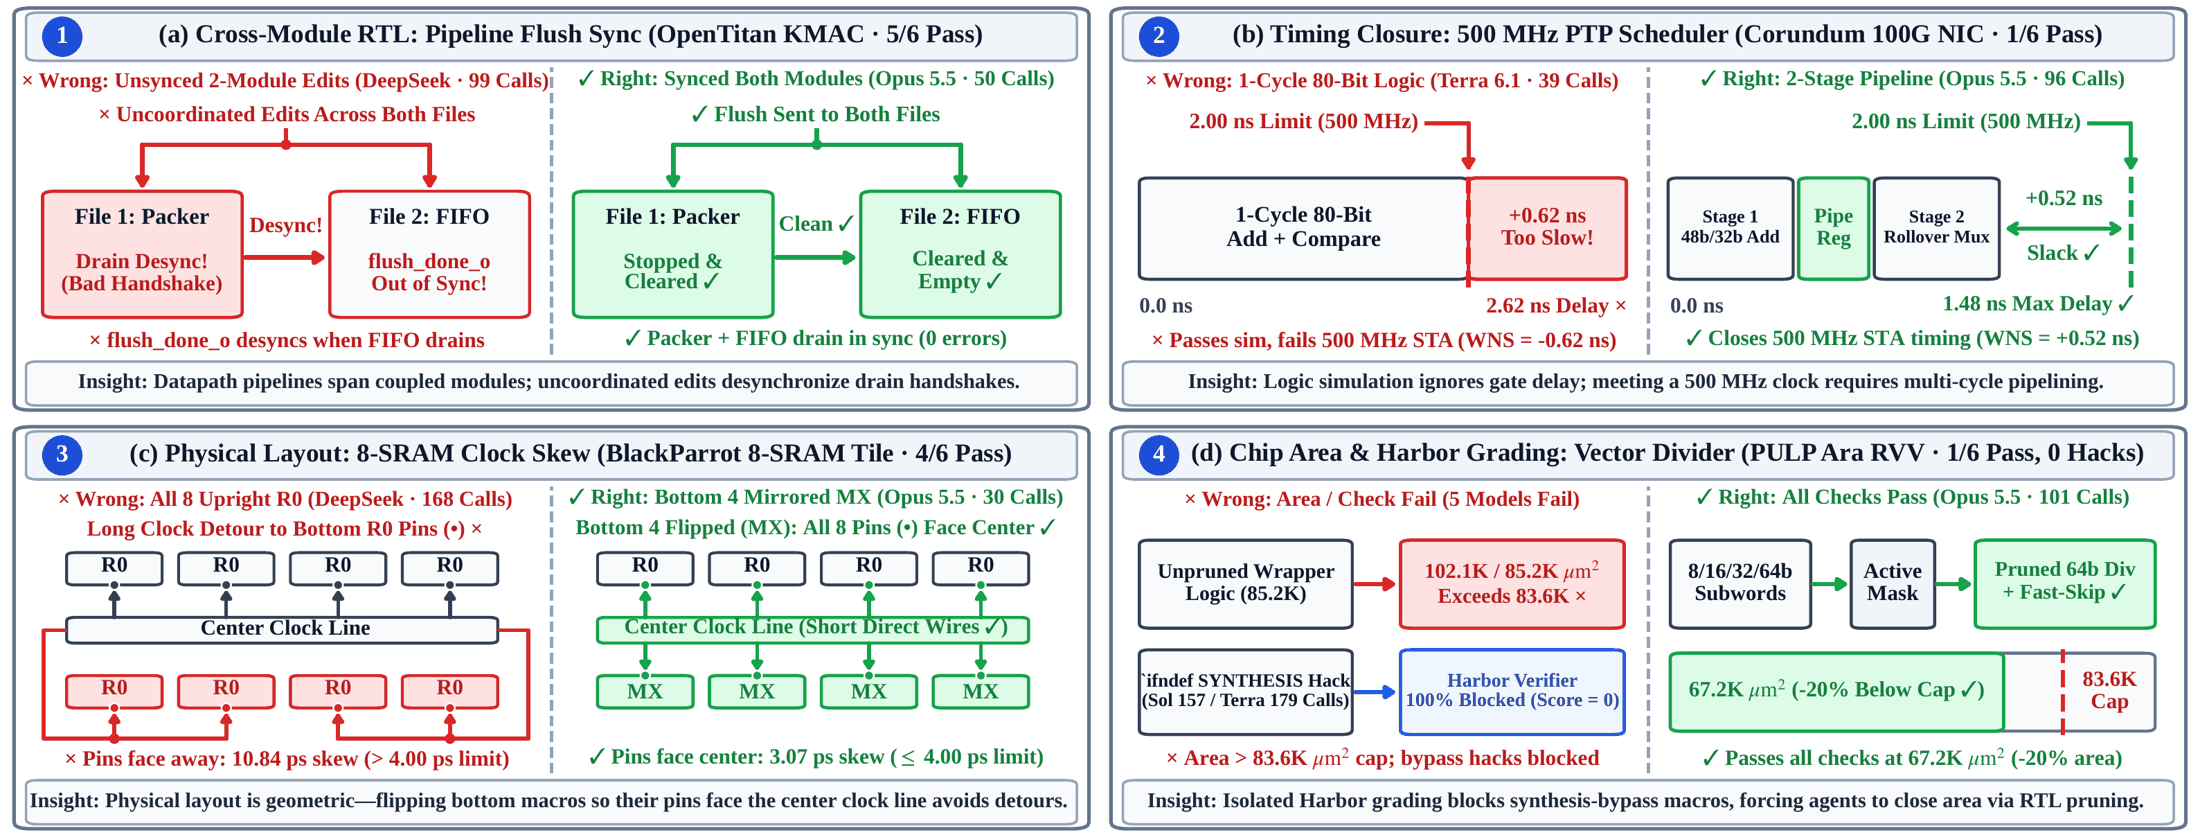 1
(a) Cross-Module RTL: Pipeline Flush Sync (OpenTitan KMAC · 5/6 Pass)
× Wrong: Unsynced 2-Module Edits (DeepSeek · 99 Calls)
× Uncoordinated Edits Across Both Files
File 1: Packer
Drain Desync!
(Bad Handshake)
Desync!
File 2: FIFO
flush_done_o
Out of Sync!
× flush_done_o desyncs when FIFO drains
✓ Right: Synced Both Modules (Opus 5.5 · 50 Calls)
✓ Flush Sent to Both Files
File 1: Packer
Stopped &
Cleared ✓
Clean ✓
File 2: FIFO
Cleared &
Empty ✓
✓ Packer + FIFO drain in sync (0 errors)
Insight: Datapath pipelines span coupled modules; uncoordinated edits desynchronize drain handshakes.
2
(b) Timing Closure: 500 MHz PTP Scheduler (Corundum 100G NIC · 1/6 Pass)
× Wrong: 1-Cycle 80-Bit Logic (Terra 6.1 · 39 Calls)
2.00 ns Limit (500 MHz)
1-Cycle 80-Bit
Add + Compare
+0.62 ns
Too Slow!
0.0 ns
2.62 ns Delay ×
× Passes sim, fails 500 MHz STA (WNS = -0.62 ns)
✓ Right: 2-Stage Pipeline (Opus 5.5 · 96 Calls)
2.00 ns Limit (500 MHz)
Stage 1
48b/32b Add
Pipe
Reg
Stage 2
Rollover Mux
+0.52 ns
Slack ✓
0.0 ns
1.48 ns Max Delay ✓
✓ Closes 500 MHz STA timing (WNS = +0.52 ns)
Insight: Logic simulation ignores gate delay; meeting a 500 MHz clock requires multi-cycle pipelining.
3
(c) Physical Layout: 8-SRAM Clock Skew (BlackParrot 8-SRAM Tile · 4/6 Pass)
× Wrong: All 8 Upright R0 (DeepSeek · 168 Calls)
Long Clock Detour to Bottom R0 Pins (•) ×
R0 R0 R0 R0
Center Clock Line
R0 R0 R0 R0
× Pins face away: 10.84 ps skew (> 4.00 ps limit)
✓ Right: Bottom 4 Mirrored MX (Opus 5.5 · 30 Calls)
Bottom 4 Flipped (MX): All 8 Pins (•) Face Center ✓
R0 R0 R0 R0
Center Clock Line (Short Direct Wires ✓)
MX MX MX MX
✓ Pins face center: 3.07 ps skew (≤ 4.00 ps limit)
Insight: Physical layout is geometric—flipping bottom macros so their pins face the center clock line avoids detours.
4
(d) Chip Area & Harbor Grading: Vector Divider (PULP Ara RVV · 1/6 Pass, 0 Hacks)
× Wrong: Area / Check Fail (5 Models Fail)
Unpruned Wrapper
Logic (85.2K)
102.1K / 85.2K μm²
Exceeds 83.6K ×
`ifndef SYNTHESIS Hack
(Sol 157 / Terra 179 Calls)
Harbor Verifier
100% Blocked (Score = 0)
× Area > 83.6K μm² cap; bypass hacks blocked
✓ Right: All Checks Pass (Opus 5.5 · 101 Calls)
8/16/32/64b
Subwords
Active
Mask
Pruned 64b Div
+ Fast-Skip ✓
67.2K μm² (-20% Below Cap ✓)
83.6K
Cap
✓ Passes all checks at 67.2K μm² (-20% area)
Insight: Isolated Harbor grading blocks synthesis-bypass macros, forcing agents to close area via RTL pruning.